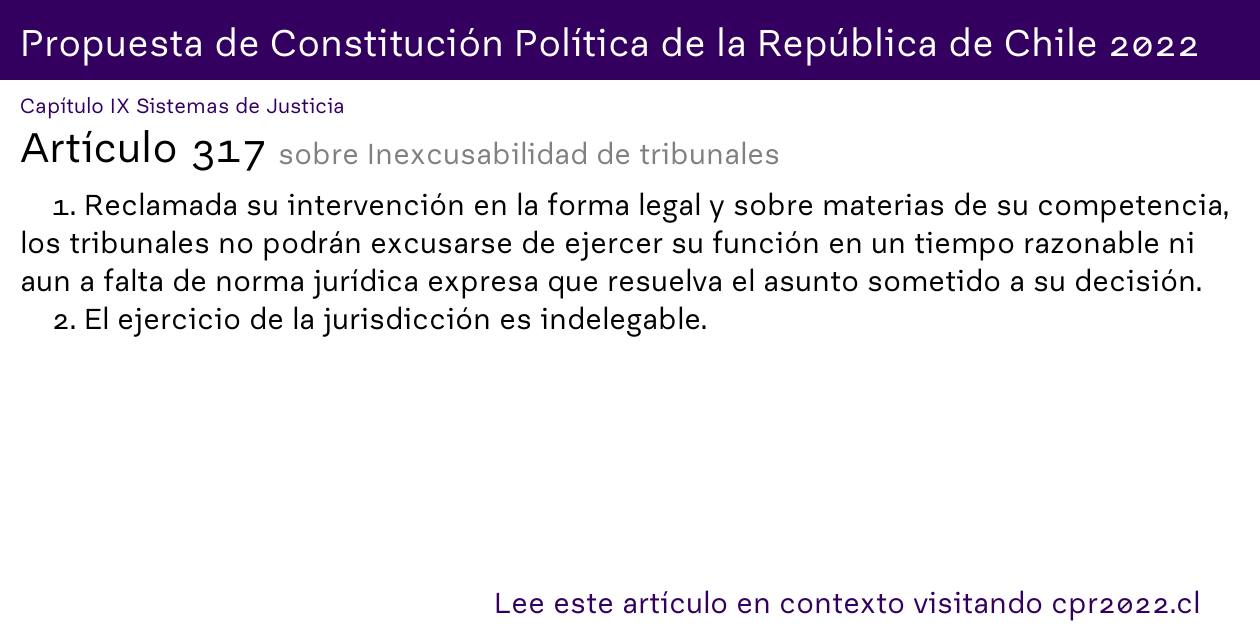 Propuesta de Constitución Política de la República de Chile 2022
Capítulo IX Sistemas de Justicia
Artículo 317 sobre Inexcusabilidad de tribunales
1. Reclamada su intervención en la forma legal y sobre materias de su competencia,
los tribunales no podrán excusarse de ejercer su función en un tiempo razonable ni
aun a falta de norma jurídica expresa que resuelva el asunto sometido a su decisión.
2. El ejercicio de la jurisdicción es indelegable.
Lee este artículo en contexto visitando cpr2022.cl